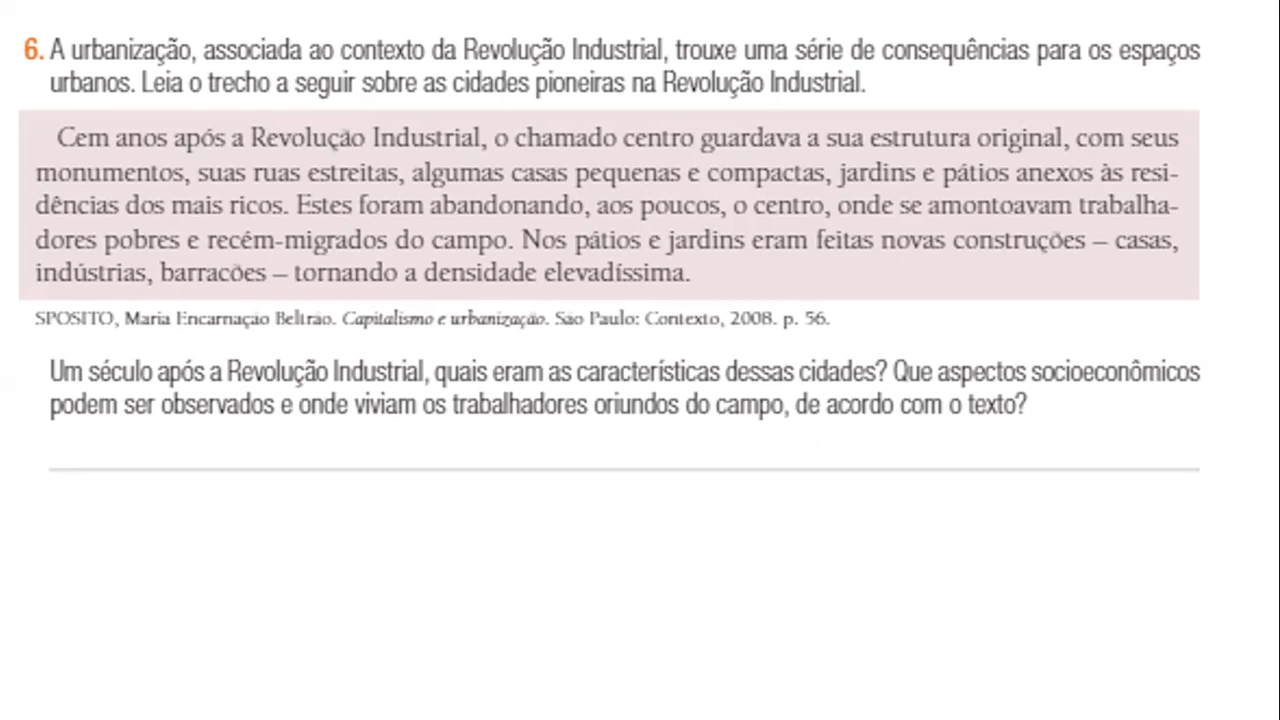 6. A urbanização, associada ao contexto da Revolução Industrial, trouxe uma série de consequências para os espaços
urbanos. Leia o trecho a seguir sobre as cidades pioneiras na Revolução Industrial.
Cem anos após a Revolução Industrial, o chamado centro guardava a sua estrutura original, com seus
monumentos, suas ruas estreitas, algumas casas pequenas e compactas, jardins e pátios anexos às resi-
dências dos mais ricos. Estes foram abandonando, aos poucos, o centro, onde se amontoavam trabalha-
dores pobres e recém-migrados do campo. Nos pátios e jardins eram feitas novas construções – casas,
indústrias, barracões – tornando a densidade elevadíssima.
SPOSITO, Maria Encarnação Beltrão. Capitalismo e urbanização. São Paulo: Contexto, 2008. p. 56.
Um século após a Revolução Industrial, quais eram as características dessas cidades? Que aspectos socioeconômicos
podem ser observados e onde viviam os trabalhadores oriundos do campo, de acordo com o texto?